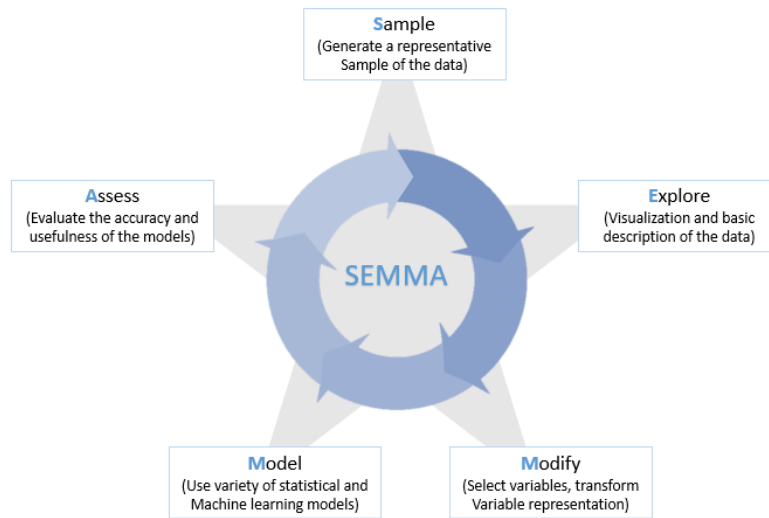 Sample
(Generate a representative
Sample of the data)
Assess
(Evaluate the accuracy and
usefulness of the models)
Explore
(Visualization and basic
description of the data)
SEMMA
Model
(Use variety of statistical and
Machine learning models)
Modify
(Select variables, transform
Variable representation)